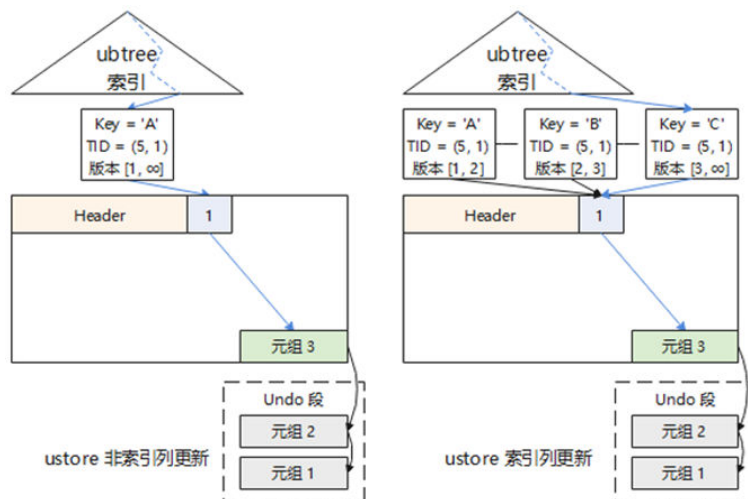 ubtree
索引
Key = 'A'
TID = (5, 1)
版本 [1, ∞]
Header
1
元组 3
Undo 段
元组 2
元组 1
ustore 非索引列更新
ubtree
索引
Key = 'A'
TID = (5, 1)
版本 [1, 2]
Key = 'B'
TID = (5, 1)
版本 [2, 3]
Key = 'C'
TID = (5, 1)
版本 [3, ∞]
Header
1
元组 3
Undo 段
元组 2
元组 1
ustore 索引列更新